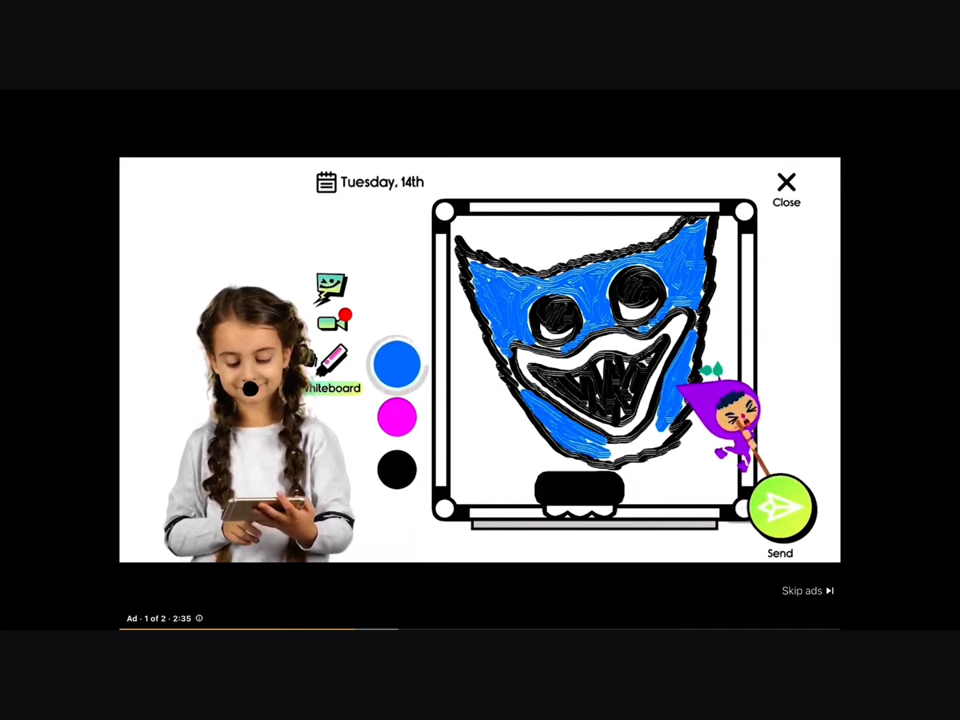 Tuesday, 14th
Close
hiteboard
Send
Skip ads
Ad · 1 of 2 · 2:35